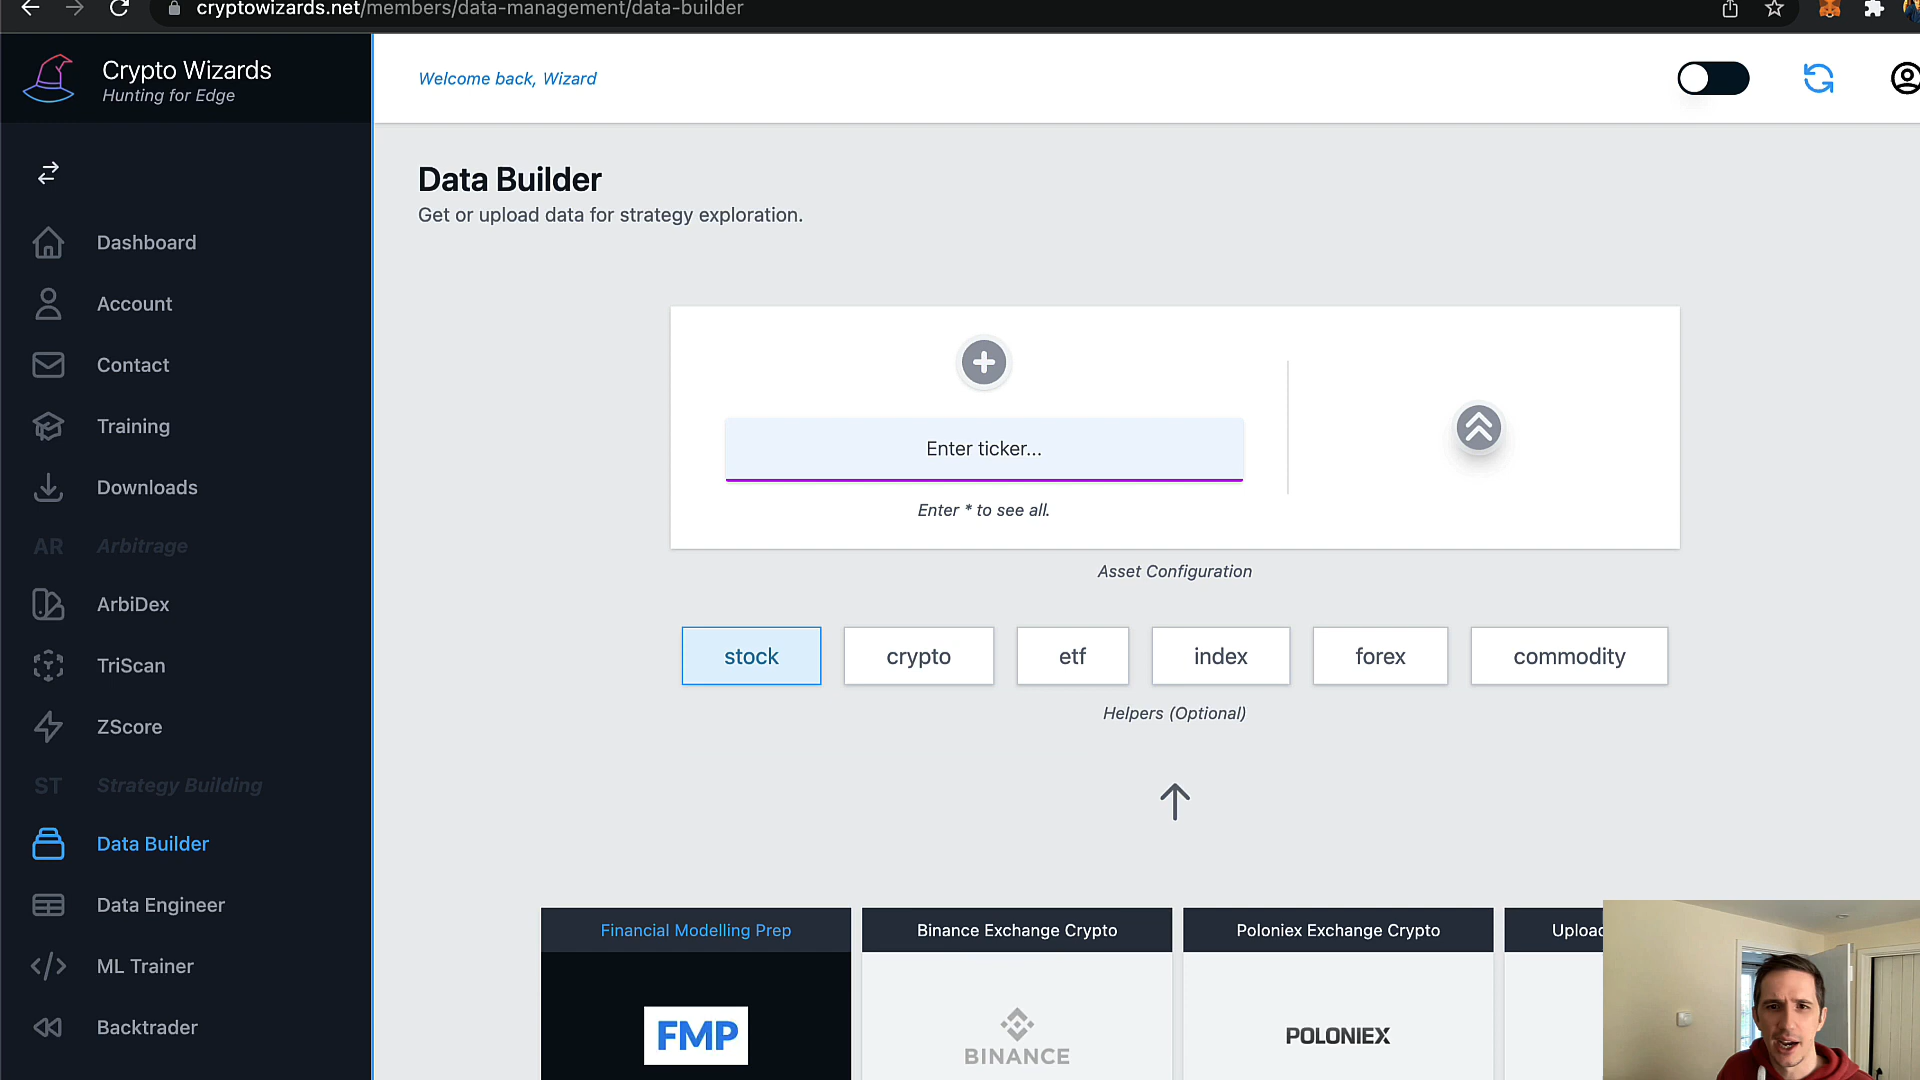 cryptowizards.net/members/data-management/data-builder
Crypto Wizards
Hunting for Edge
Welcome back, Wizard
Dashboard
Account
Contact
Training
Downloads
AR Arbitrage
ArbiDex
TriScan
ZScore
ST Strategy Building
Data Builder
Data Engineer
ML Trainer
Backtrader
Data Builder
Get or upload data for strategy exploration.
Enter ticker...
Enter * to see all.
Asset Configuration
stock crypto etf index forex commodity
Helpers (Optional)
Financial Modelling Prep
FMP
Binance Exchange Crypto
BINANCE
Poloniex Exchange Crypto
POLONIEX